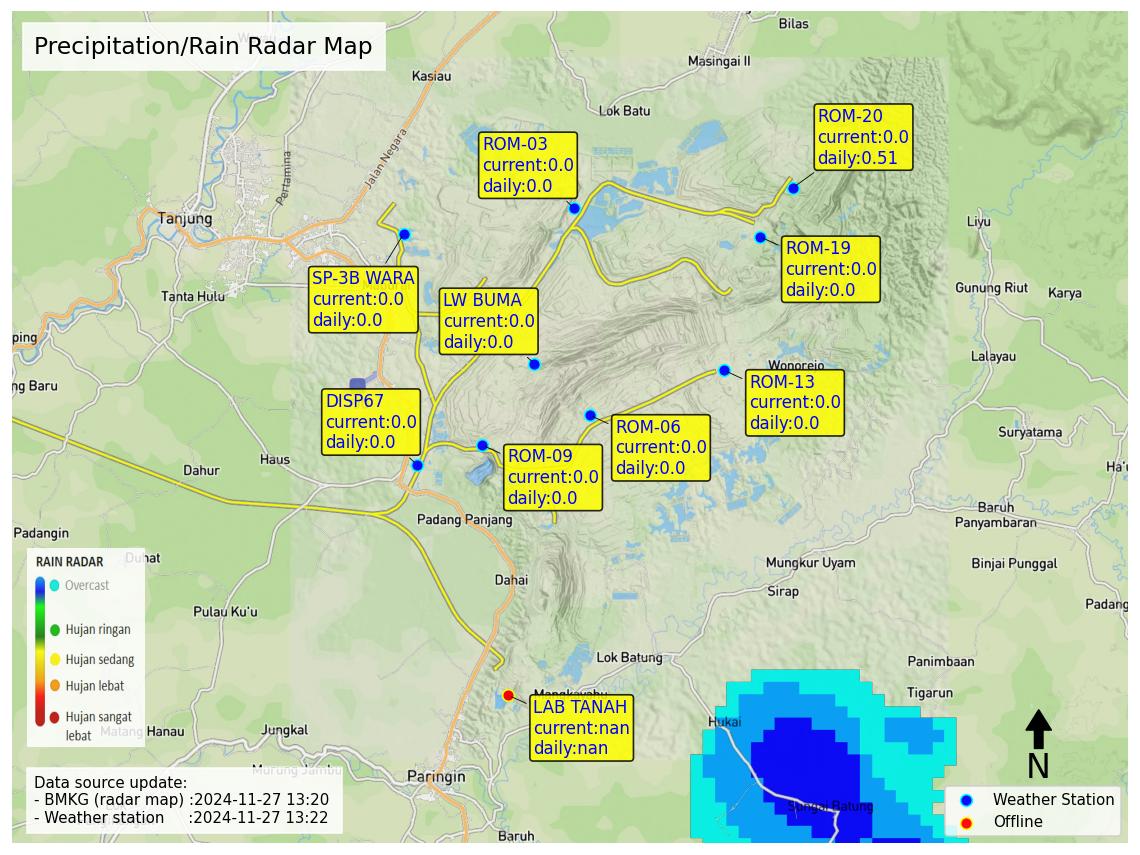 Precipitation/Rain Radar Map
Bilas
Masingai II
Kasiau
Lok Batu
Jalan Negara
Pertamina
Tanjung
Tanta Hulu
ROM-20
current:0.0
daily:0.51
ROM-03
current:0.0
daily:0.0
ROM-19
current:0.0
daily:0.0
SP-3B WARA
current:0.0
daily:0.0
LW BUMA
current:0.0
daily:0.0
Liyu
Gunung Riut
Karya
Lalayau
ping
ng Baru
Wonorejo
ROM-13
current:0.0
daily:0.0
DISP67
current:0.0
daily:0.0
ROM-06
current:0.0
daily:0.0
ROM-09
current:0.0
daily:0.0
Suryatama
Ha'u
Haus
Dahur
Baruh
Panyambaran
Padang Panjang
Padangin
Duhat
Binjai Punggal
Mungkur Uyam
Dahai
Sirap
Padang
Pulau Ku'u
RAIN RADAR
Overcast
Hujan ringan
Hujan sedang
Hujan lebat
Hujan sangat
lebat
Lok Batung
Panimbaan
Tigarun
Mangkayahu
LAB TANAH
current:nan
daily:nan
Hukai
Matang Hanau
Jungkal
Murung Jambu
Paringin
Sungai Batung
Baruh
N
Data source update:
- BMKG (radar map) :2024-11-27 13:20
- Weather station :2024-11-27 13:22
Weather Station
Offline